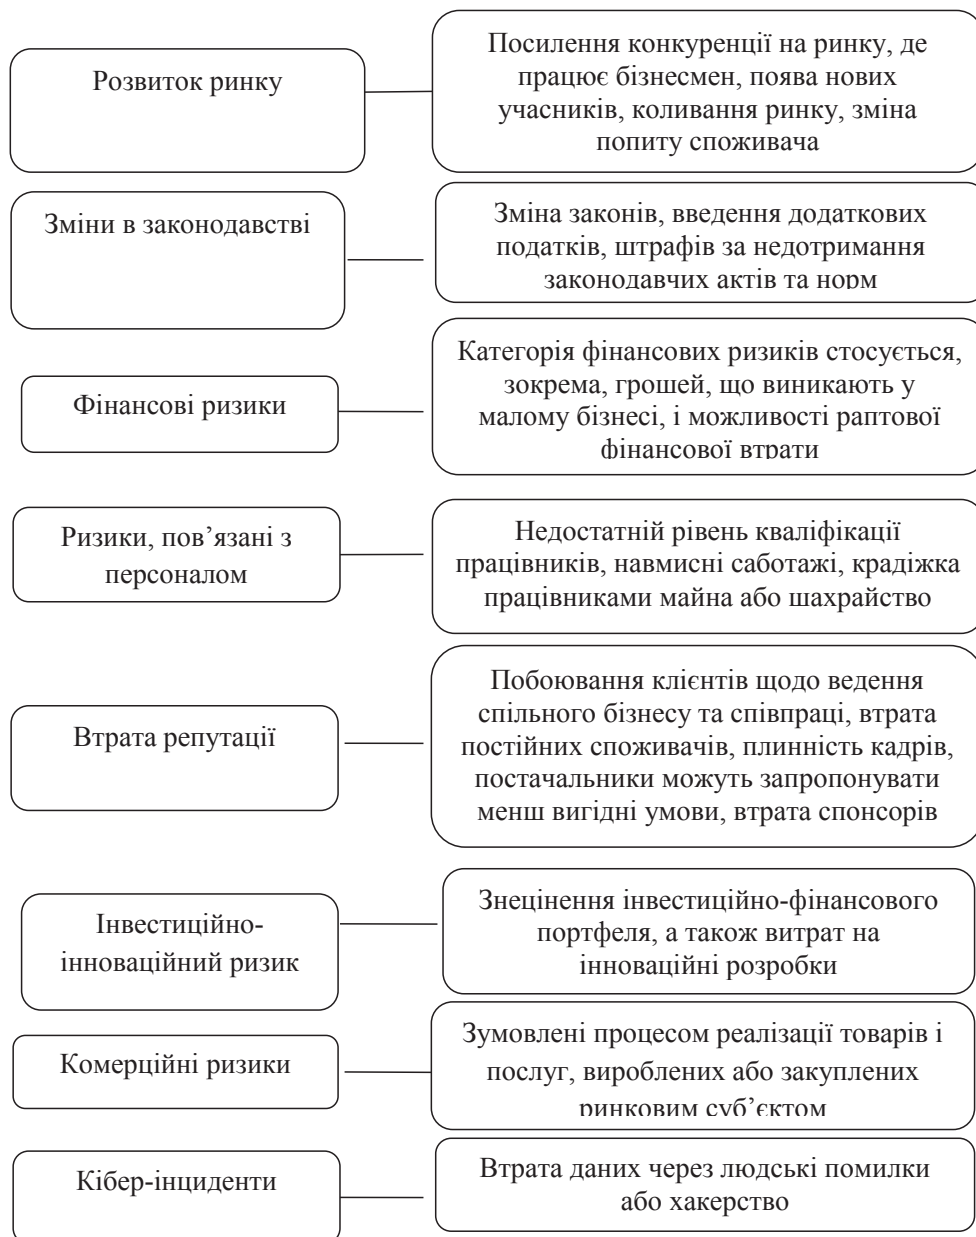 Розвиток ринку
Посилення конкуренції на ринку, де
працює бізнесмен, поява нових
учасників, коливання ринку, зміна
попиту споживача
Зміни в законодавстві
Зміна законів, введення додаткових
податків, штрафів за недотримання
законодавчих актів та норм
Фінансові ризики
Категорія фінансових ризиків стосується,
зокрема, грошей, що виникають у
малому бізнесі, і можливості раптової
фінансової втрати
Ризики, пов’язані з
персоналом
Недостатній рівень кваліфікації
працівників, навмисні саботажі, крадіжка
працівниками майна або шахрайство
Втрата репутації
Побоювання клієнтів щодо ведення
спільного бізнесу та співпраці, втрата
постійних споживачів, плинність кадрів,
постачальники можуть запропонувати
менш вигідні умови, втрата спонсорів
Інвестиційно-
інноваційний ризик
Знецінення інвестиційно-фінансового
портфеля, а також витрат на
інноваційні розробки
Комерційні ризики
Зумовлені процесом реалізації товарів і
послуг, вироблених або закуплених
ринковим суб’єктом
Кібер-інциденти
Втрата даних через людські помилки
або хакерство